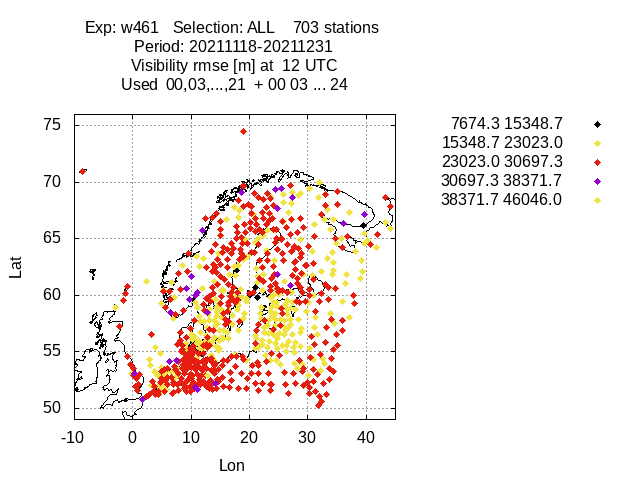 Exp: w461 Selection: ALL 703 stations
Period: 20211118-20211231
Visibility rmse [m] at 12 UTC
Used 00,03,...,21 + 00 03 ... 24
7674.3 15348.7
15348.7 23023.0
23023.0 30697.3
30697.3 38371.7
38371.7 46046.0
75
70
65
60
55
50
Lat
-10 0 10 20 30 40
Lon